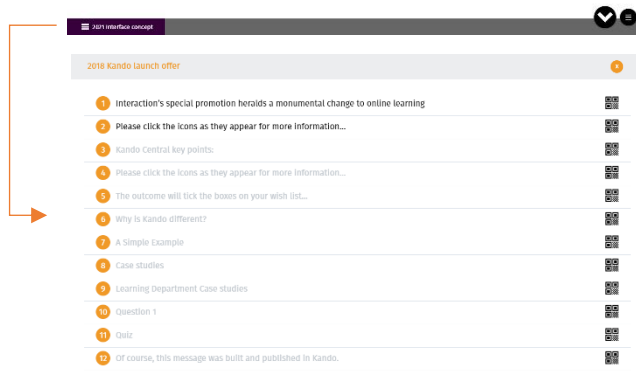 2021 Interface concept
2018 Kando launch offer
x
1 Interaction's special promotion heralds a monumental change to online learning
2 Please click the icons as they appear for more information...
3 Kando Central key points:
4 Please click the icons as they appear for more information...
5 The outcome will tick the boxes on your wish list...
6 Why is Kando different?
7 A Simple Example
8 Case studies
9 Learning Department Case studies
10 Question 1
11 Quiz
12 Of course, this message was built and published in Kando.